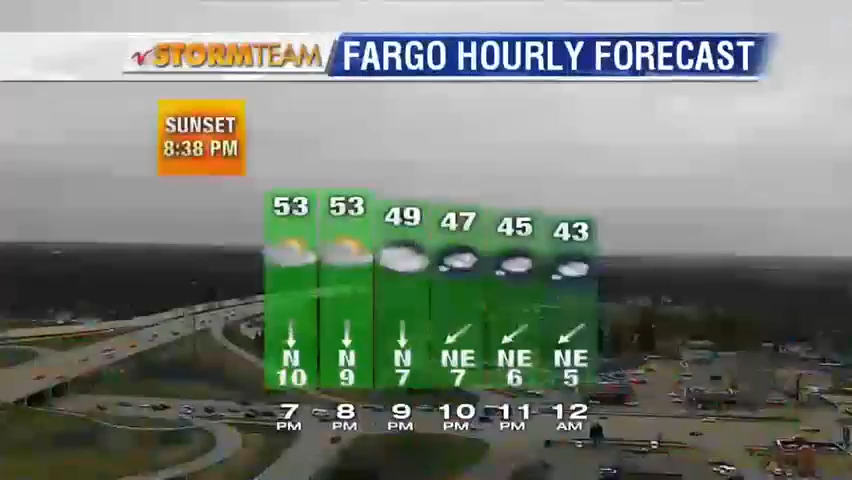 STORMTEAM
FARGO HOURLY FORECAST
SUNSET
8:38 PM
53 53 49 47 45 43
N N N NE NE NE
10 9 7 7 6 5
7 8 9 10 11 12
PM PM PM PM PM AM